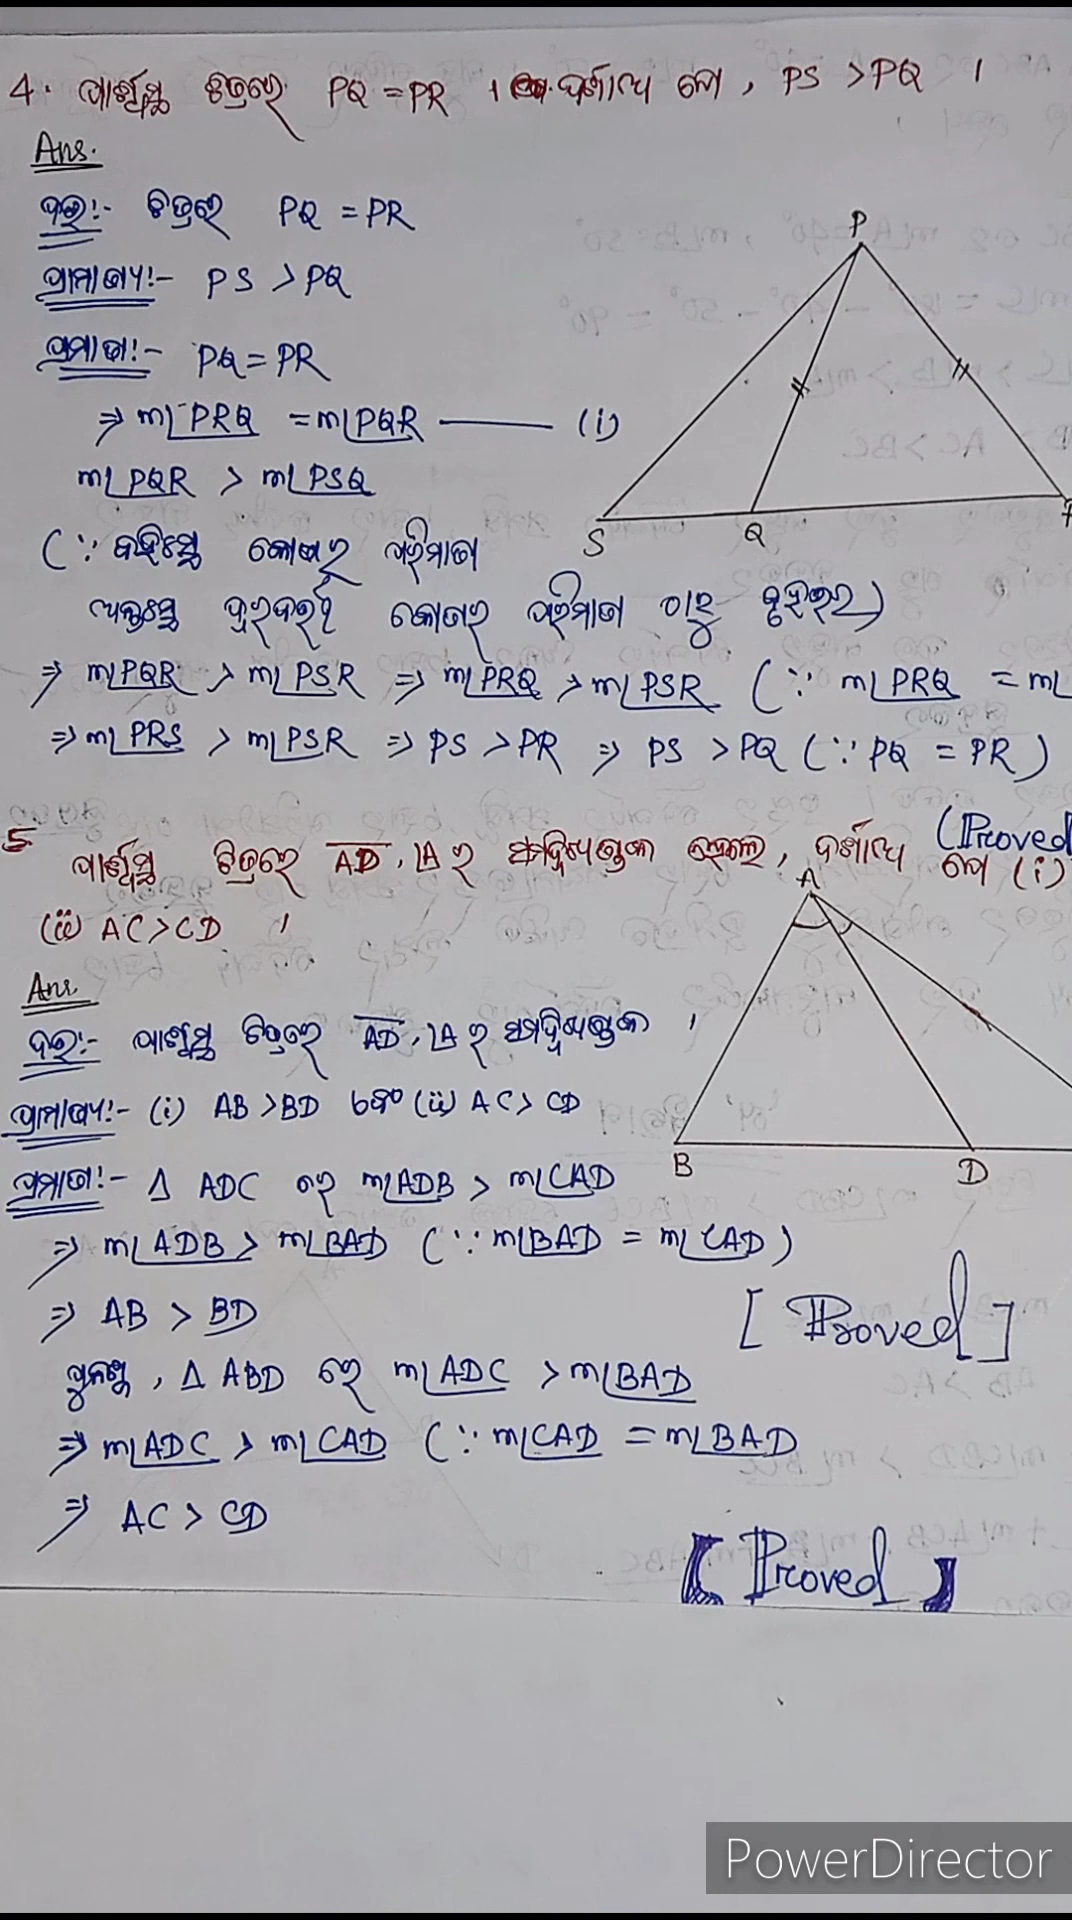 4. ପାର୍ଶ୍ୱସ୍ଥ ଚିତ୍ରରେ PQ = PR । ଦର୍ଶାଅ ଯେ, PS > PQ ।
Ans.
ଦତ୍ତ:- ଚିତ୍ରରେ PQ = PR
ପ୍ରାମାଣ୍ୟ:- PS > PQ
ପ୍ରମାଣ:- PQ = PR
⇒ m∠PRQ = m∠PQR —— (i)
m∠PQR > m∠PSQ
(∵ ବହିଃସ୍ଥ କୋଣର ପରିମାଣ
ଅନ୍ତଃସ୍ଥ ଦୂରବର୍ତ୍ତୀ କୋଣର ପରିମାଣ ଠାରୁ ବୃହତ୍ତର)
⇒ m∠PQR > m∠PSR ⇒ m∠PRQ > m∠PSR (∵ m∠PRQ = m∠
⇒ m∠PRS > m∠PSR ⇒ PS > PR ⇒ PS > PQ (∵ PQ = PR)
(Proved
5 ପାର୍ଶ୍ୱସ୍ଥ ଚିତ୍ରରେ AD, ∠A ର ସମଦ୍ୱିଖଣ୍ଡକ ହେଲେ, ଦର୍ଶାଅ ଯେ (i)
(ii) AC > CD ।
Ans
ଦତ୍ତ:- ପାର୍ଶ୍ୱସ୍ଥ ଚିତ୍ରରେ AD, ∠A ର ସମଦ୍ୱିଖଣ୍ଡକ ।
ପ୍ରାମାଣ୍ୟ:- (i) AB > BD ଏବଂ (ii) AC > CD
ପ୍ରମାଣ:- Δ ADC ରେ m∠ADB > m∠CAD
⇒ m∠ADB > m∠BAD (∵ m∠BAD = m∠CAD)
⇒ AB > BD
[Proved]
ପୁନଶ୍ଚ, Δ ABD ରେ m∠ADC > m∠BAD
⇒ m∠ADC > m∠CAD (∵ m∠CAD = m∠BAD
⇒ AC > CD
[Proved]
P
S
Q
A
B
D
PowerDirector